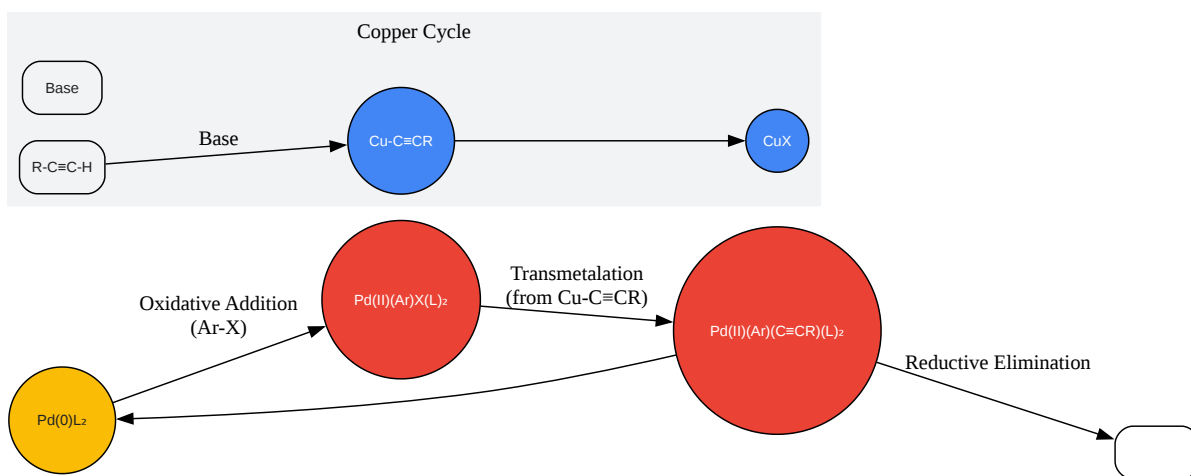 Copper Cycle
Base
R-C≡C-H
Base
Cu-C≡CR
CuX
Oxidative Addition
(Ar-X)
Pd(II)(Ar)X(L)₂
Transmetalation
(from Cu-C≡CR)
Pd(II)(Ar)(C≡CR)(L)₂
Reductive Elimination
Pd(0)L₂